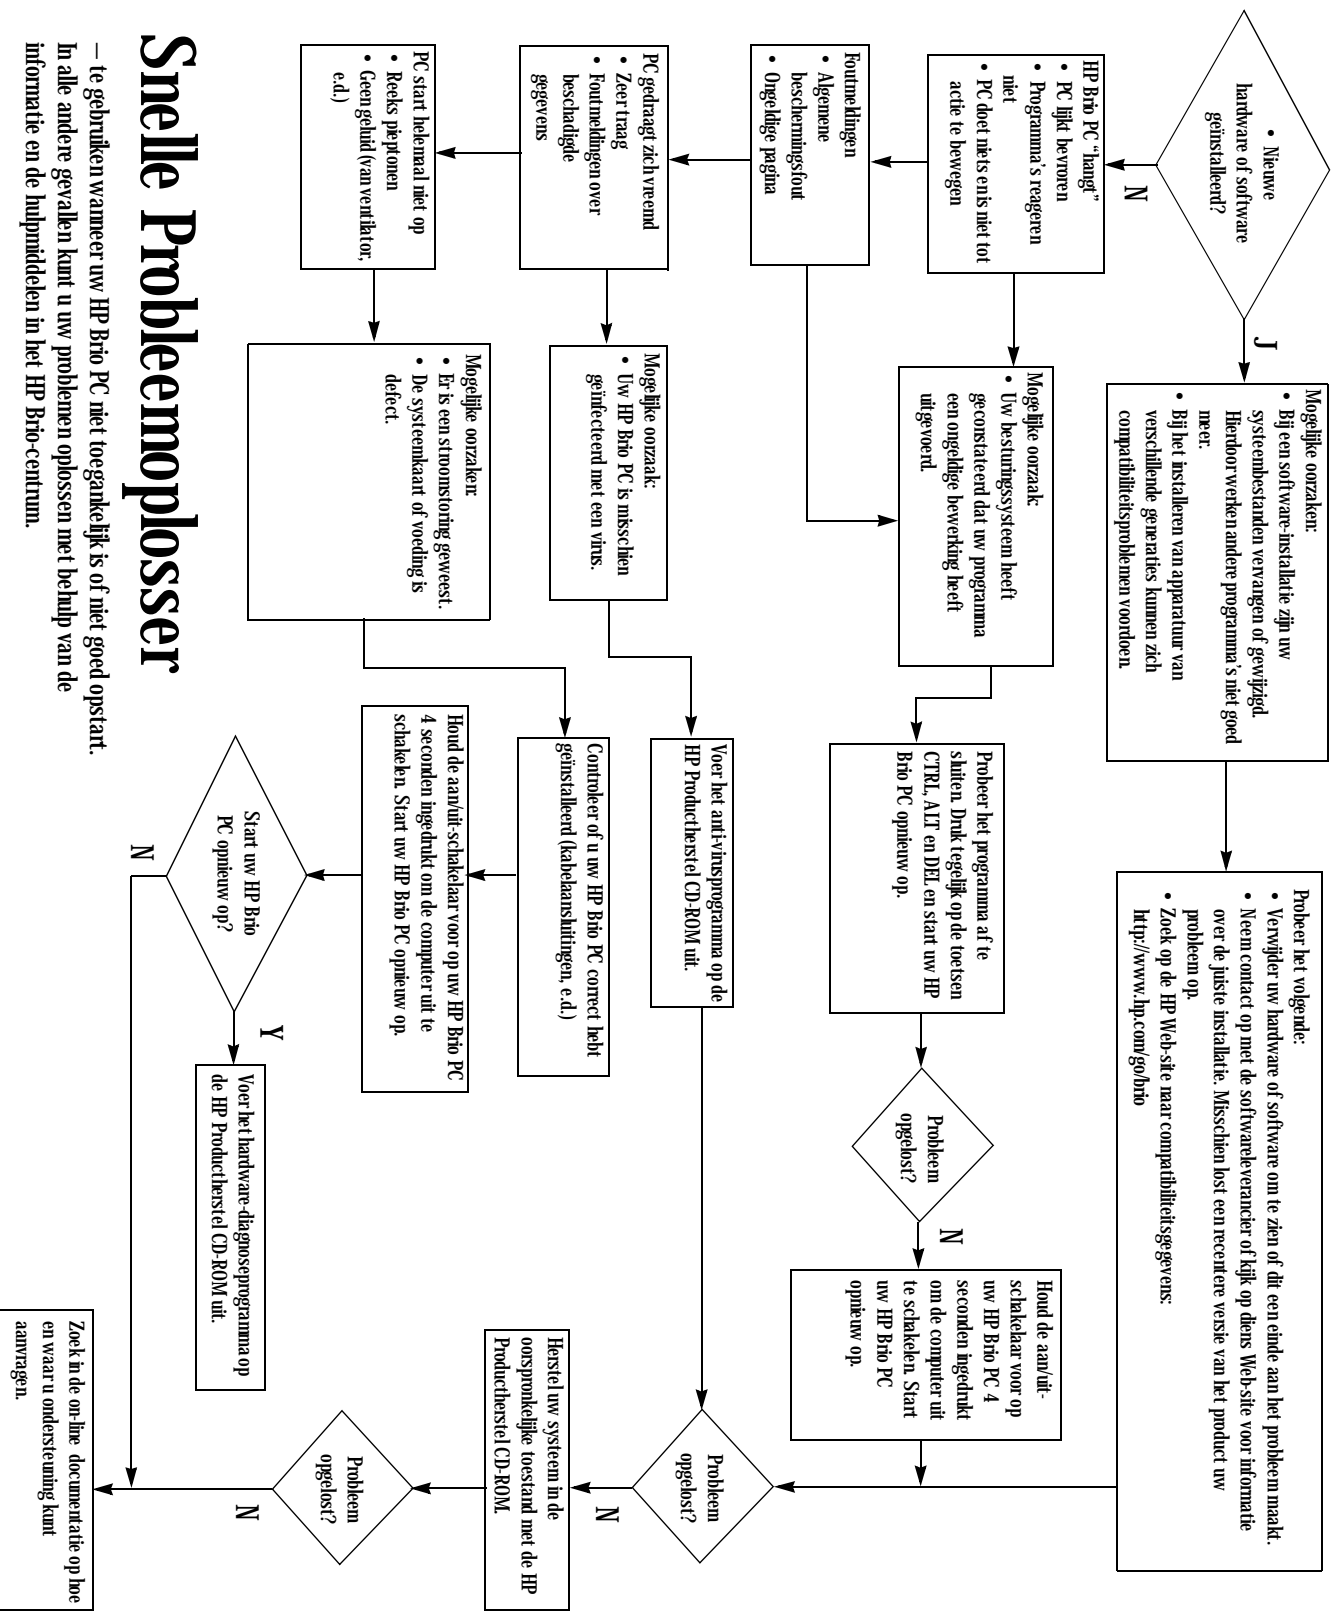 Snelle Probleemoplosser
– te gebruiken wanneer uw HP Brio PC niet toegankelijk is of niet goed opstart.
In alle andere gevallen kunt u uw problemen oplossen met behulp van de
informatie en de hulpmiddelen in het HP Brio-centrum.
• Nieuwe
hardware of software
geïnstalleerd?
J
N
Mogelijke oorzaken:
• Bij een software-installatie zijn uw
systeembestanden vervangen of gewijzigd.
Hierdoor werken andere programma's niet goed
meer.
• Bij het installeren van apparatuur van
verschillende generaties kunnen zich
compatibiliteitsproblemen voordoen.
Probeer het volgende:
• Verwijder uw hardware of software om te zien of dit een einde aan het probleem maakt.
• Neem contact op met de softwareleverancier of kijk op diens Web-site voor informatie
over de juiste installatie. Misschien lost een recentere versie van het product uw
probleem op.
• Zoek op de HP Web-site naar compatibiliteitsgegevens:
http://www.hp.com/go/brio
HP Brio PC “hangt”
• PC lijkt bevroren
• Programma's reageren
niet
• PC doet niets en is niet tot
actie te bewegen
Mogelijke oorzaak:
• Uw besturingssysteem heeft
geconstateerd dat uw programma
een ongeldige bewerking heeft
uitgevoerd.
Probeer het programma af te
sluiten. Druk tegelijk op de toetsen
CTRL, ALT en DEL en start uw HP
Brio PC opnieuw op.
Probleem
opgelost?
N
Houd de aan/uit-
schakelaar voor op
uw HP Brio PC 4
seconden ingedrukt
om de computer uit
te schakelen. Start
uw HP Brio PC
opnieuw op.
Foutmeldingen
• Algemene
beschermingsfout
• Ongeldige pagina
PC gedraagt zich vreemd
• Zeer traag
• Foutmeldingen over
beschadigde
gegevens
Mogelijke oorzaak:
• Uw HP Brio PC is misschien
geïnfecteerd met een virus.
Voer het anti-virusprogramma op de
HP Productherstel CD-ROM uit.
Probleem
opgelost?
N
Herstel uw systeem in de
oorspronkelijke toestand met de HP
Productherstel CD-ROM.
PC start helemaal niet op
• Reeks pieptonen
• Geen geluid (van ventilator,
e.d.)
Mogelijke oorzaken:
• Er is een stroomstoring geweest.
• De systeemkaart of voeding is
defect.
Controleer of u uw HP Brio PC correct hebt
geïnstalleerd (kabelaansluitingen, e.d.)
Houd de aan/uit-schakelaar voor op uw HP Brio PC
4 seconden ingedrukt om de computer uit te
schakelen. Start uw HP Brio PC opnieuw op.
Probleem
opgelost?
N
Start uw HP Brio
PC opnieuw op?
Y
N
Voer het hardware-diagnoseprogramma op
de HP Productherstel CD-ROM uit.
Zoek in de on-line documentatie op hoe
en waar u ondersteuning kunt
aanvragen.